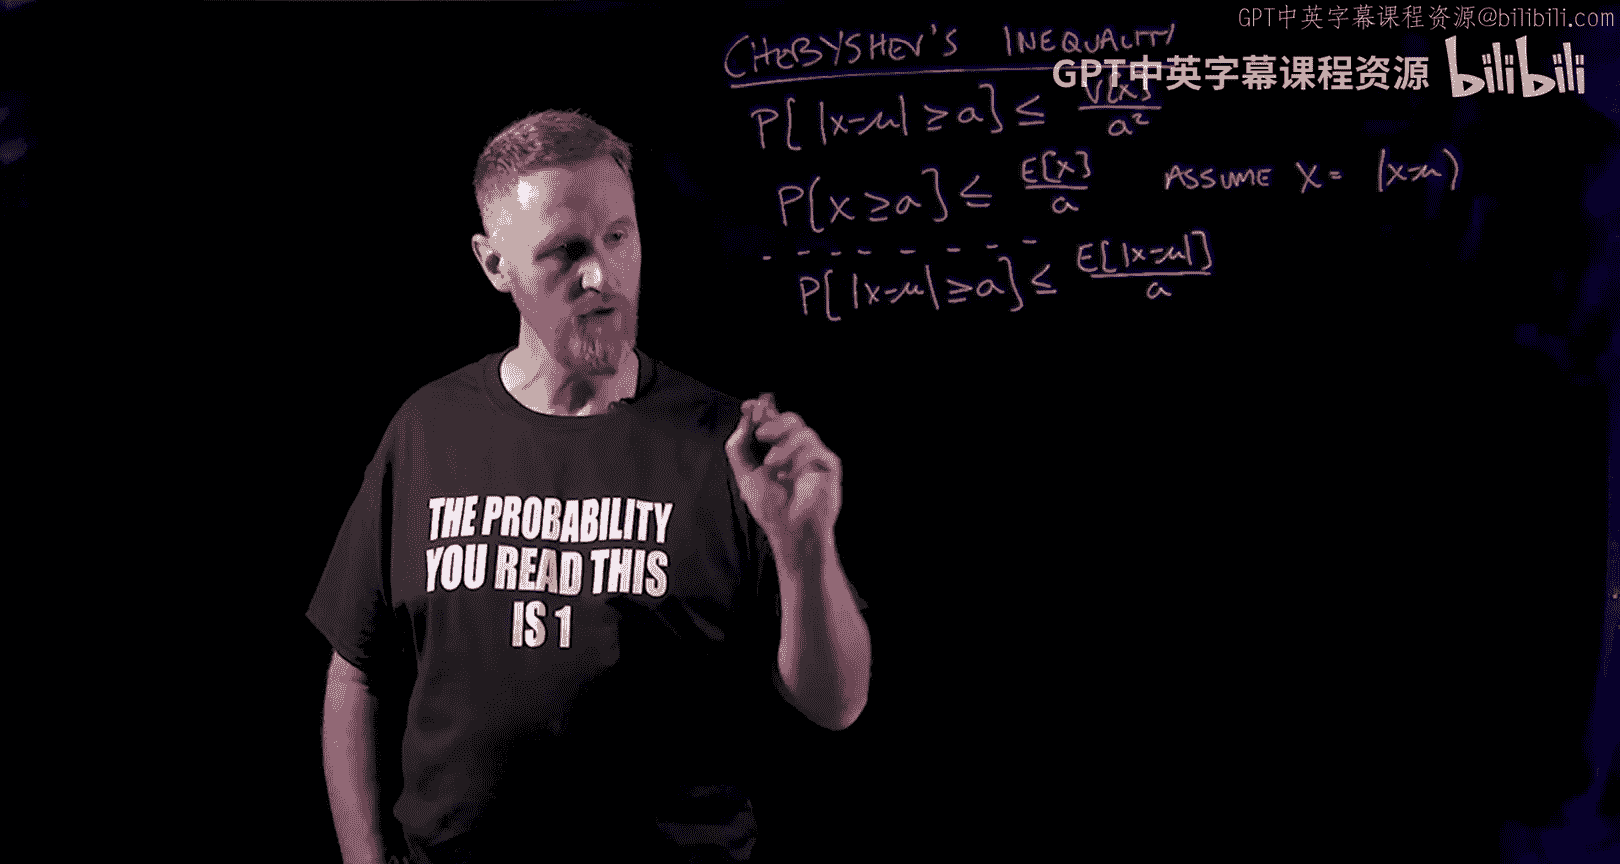 GPT中英字幕课程资源@bilibili.com
CHEBYSHEV'S INEQUALITY
GPT中英字幕课程资源 bilibili
P[ |x-μ| ≥ a ] ≤ V[x] / a²
P[ x ≥ a ] ≤ E[x] / a ASSUME X = |x-μ|
P[ |x-μ| ≥ a ] ≤ E[ |x-μ| ] / a
THE PROBABILITY
YOU READ THIS
IS 1